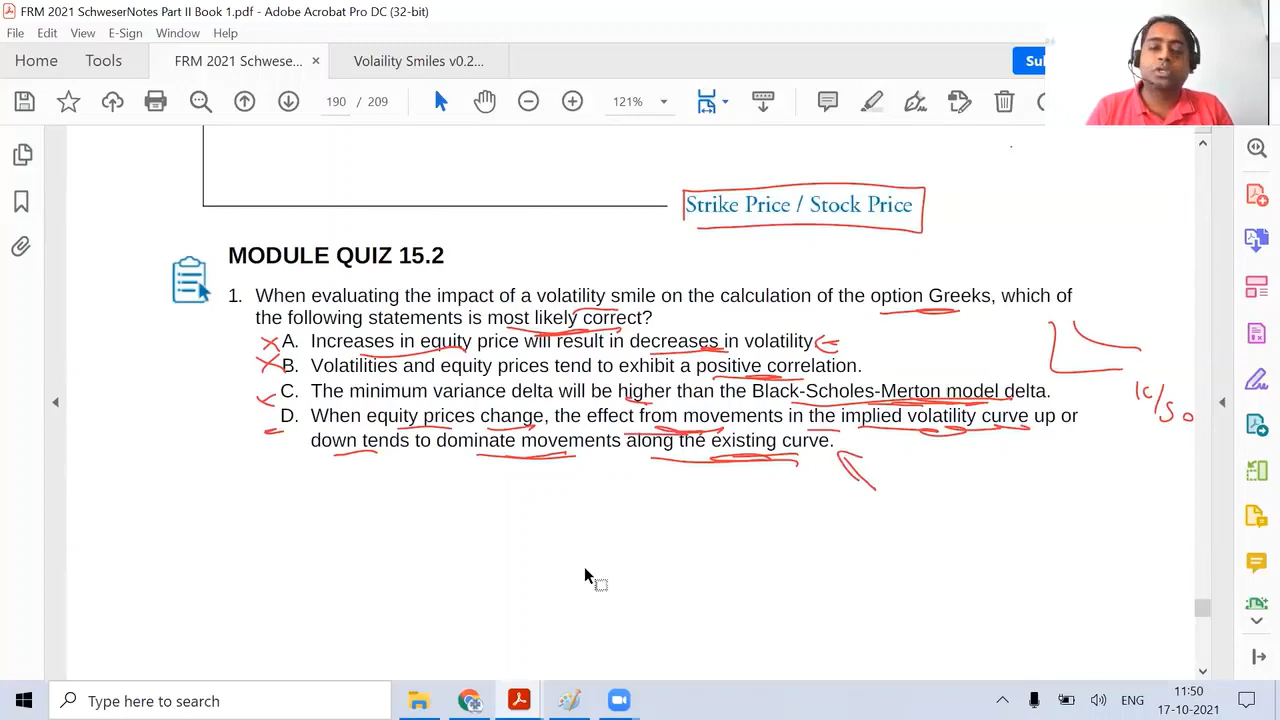 FRM 2021 SchweserNotes Part II Book 1.pdf - Adobe Acrobat Pro DC (32-bit)
File Edit View E-Sign Window Help
Home Tools FRM 2021 Schwese... × Volaility Smiles v0.2...
190 / 209 121%
Strike Price / Stock Price
MODULE QUIZ 15.2
1. When evaluating the impact of a volatility smile on the calculation of the option Greeks, which of
the following statements is most likely correct?
A. Increases in equity price will result in decreases in volatility.
B. Volatilities and equity prices tend to exhibit a positive correlation.
C. The minimum variance delta will be higher than the Black-Scholes-Merton model delta.
K/S0
D. When equity prices change, the effect from movements in the implied volatility curve up or
down tends to dominate movements along the existing curve.
Type here to search
ENG
11:50
17-10-2021